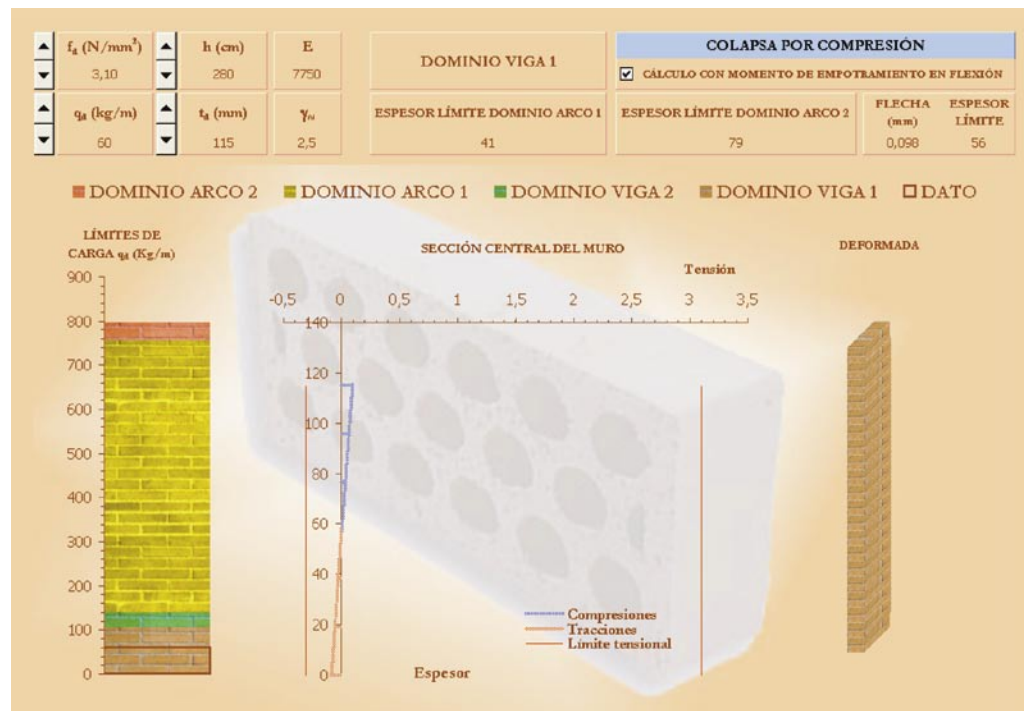 f_d (N/mm²)
3,10
h (cm)
280
E
7750
DOMINIO VIGA 1
COLAPSA POR COMPRESIÓN
CÁLCULO CON MOMENTO DE EMPOTRAMIENTO EN FLEXIÓN
q_d (kg/m)
60
t_d (mm)
115
2,5
ESPESOR LÍMITE DOMINIO ARCO 1
41
ESPESOR LÍMITE DOMINIO ARCO 2
79
FLECHA
(mm)
0,098
ESPESOR
LÍMITE
56
DOMINIO ARCO 2
DOMINIO ARCO 1
DOMINIO VIGA 2
DOMINIO VIGA 1
DATO
LÍMITES DE
CARGA q_d (Kg/m)
900
800
700
600
500
400
300
200
100
0
SECCIÓN CENTRAL DEL MURO
Tensión
-0,5 0 0,5 1 1,5 2 2,5 3 3,5
140
120
100
80
60
40
20
0
Compresiones
Tracciones
Límite tensional
Espesor
DEFORMADA